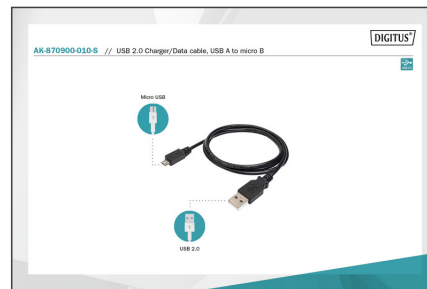 DIGITUS®
AK-870900-010-S // USB 2.0 Charger/Data cable, USB A to micro B
Micro USB
USB 2.0